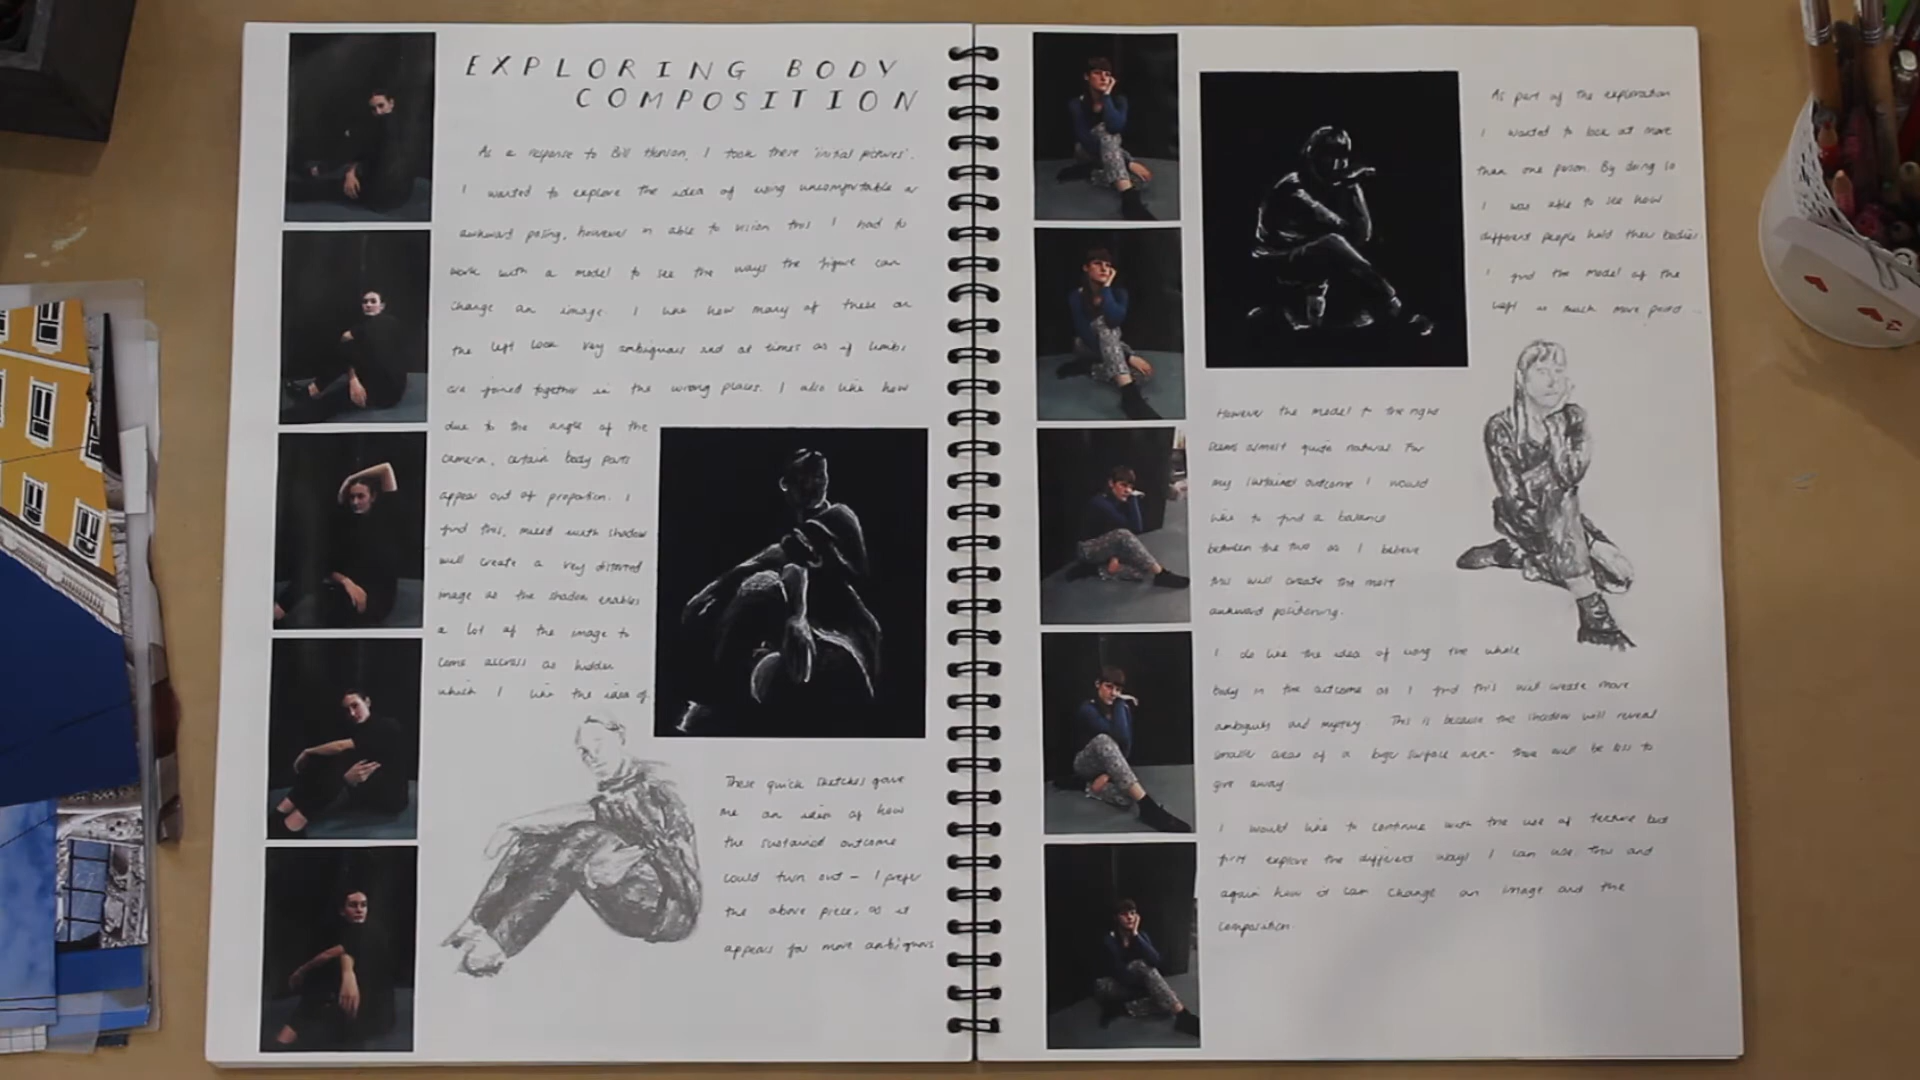 EXPLORING BODY
COMPOSITION
As a response to Bill Henson, I took these 'initial pictures'.
I wanted to explore the idea of using uncomfortable or
awkward posing, however in able to vision this I had to
work with a model to see the ways the figure can
change an image. I like how many of these on
the left look very ambiguous and at times as if limbs
are joined together in the wrong places. I also like how
due to the angle of the
camera, certain body parts
appear out of proportion. I
find this, mixed with shadow
will create a very distorted
image as the shadow enables
a lot of the image to
come accross as hidden
which I like the idea of.
These quick sketches gave
me an idea of how
the sustained outcome
could turn out - I prefer
the above piece, as it
appears far more ambiguous
As part of the exploration
I wanted to look at more
than one person. By doing so
I was able to see how
different people hold their bodies.
I find the model of the
left is much more posed
However the model to the right
seems almost quite natural. For
my sustained outcome I would
like to find a balance
between the two as I believe
this will create the most
awkward positioning.
I do like the idea of using the whole
body in the outcome as I find this will create more
ambiguity and mystery. This is because the shadow will reveal
smaller areas of a bigger surface area - there will be less to
give away.
I would like to continue with the use of texture but
first explore the different ways I can use this and
again how it can change an image and the
composition.